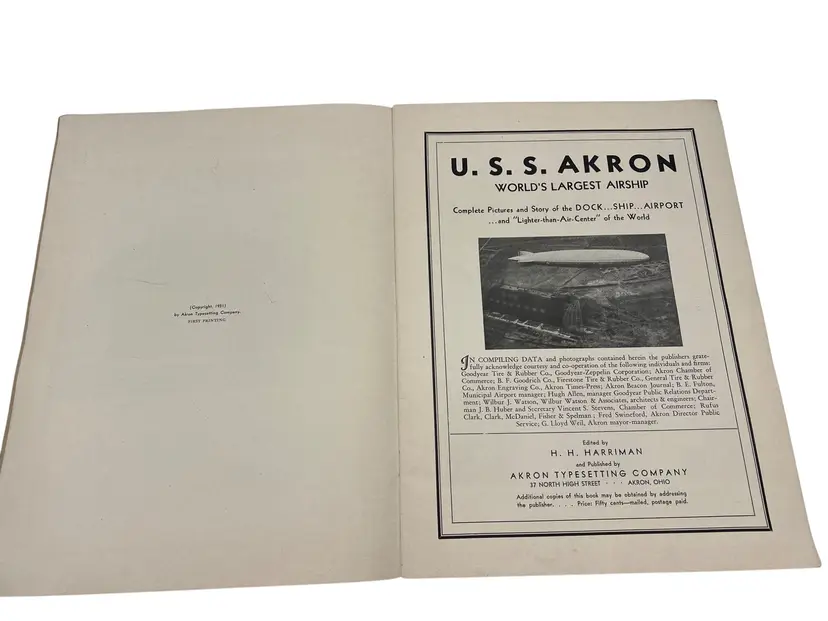 (Copyright, 1931)
by Akron Typesetting Company.
FIRST PRINTING
U. S. S. AKRON
WORLD'S LARGEST AIRSHIP
Complete Pictures and Story of the DOCK...SHIP...AIRPORT
...and "Lighter-than-Air-Center" of the World
IN COMPILING DATA and photographs contained herein the publishers grate-
fully acknowledge courtesy and co-operation of the following individuals and firms:
Goodyear Tire & Rubber Co., Goodyear-Zeppelin Corporation; Akron Chamber of
Commerce; B. F. Goodrich Co., Firestone Tire & Rubber Co., General Tire & Rubber
Co., Akron Engraving Co., Akron Times-Press; Akron Beacon Journal; B. E. Fulton,
Municipal Airport manager; Hugh Allen, manager Goodyear Public Relations Depart-
ment; Wilbur J. Watson, Wilbur Watson & Associates, architects & engineers; Chair-
man J. B. Huber and Secretary Vincent S. Stevens, Chamber of Commerce; Rufus
Clark, Clark, McDaniel, Fisher & Spelman; Fred Swineford, Akron Director Public
Service; G. Lloyd Weil, Akron mayor-manager.
Edited by
H. H. HARRIMAN
and Published by
AKRON TYPESETTING COMPANY
37 NORTH HIGH STREET · · · AKRON, OHIO
Additional copies of this book may be obtained by addressing
the publisher. . . . . Price: Fifty cents—mailed, postage paid.